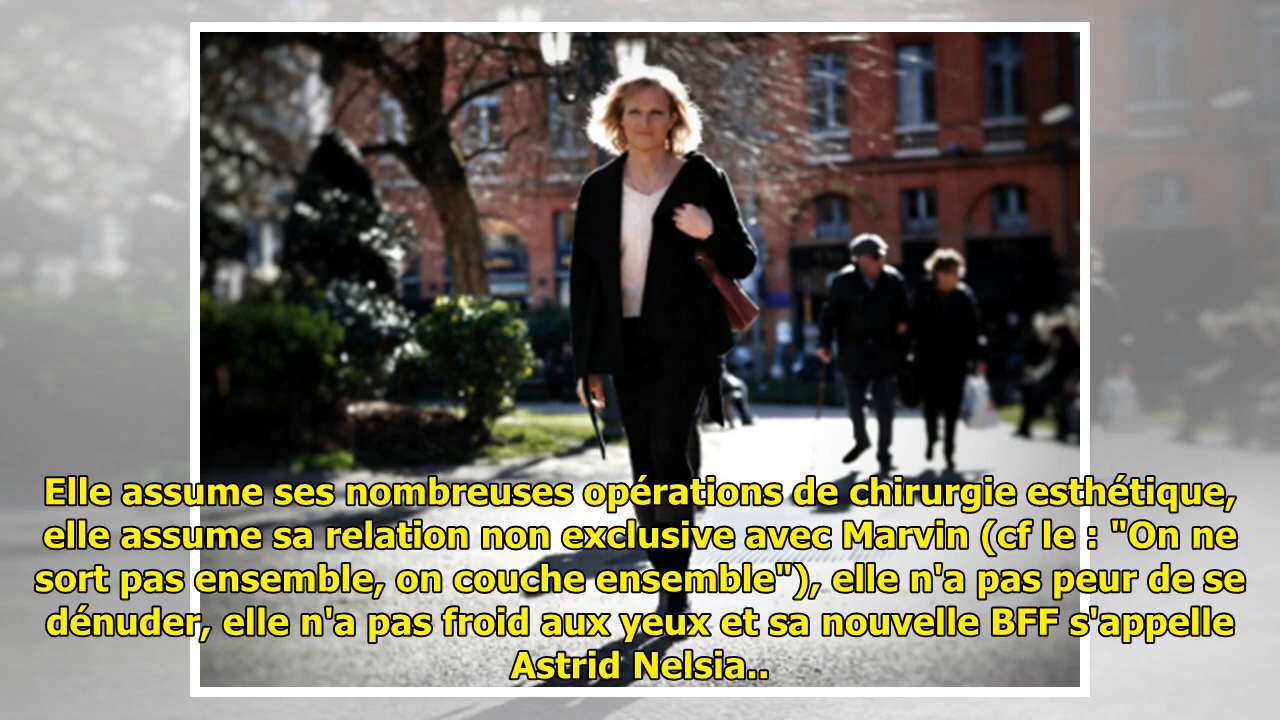 Elle assume ses nombreuses opérations de chirurgie esthétique,
elle assume sa relation non exclusive avec Marvin (cf le : "On ne
sort pas ensemble, on couche ensemble"), elle n'a pas peur de se
dénuder, elle n'a pas froid aux yeux et sa nouvelle BFF s'appelle
Astrid Nelsia..